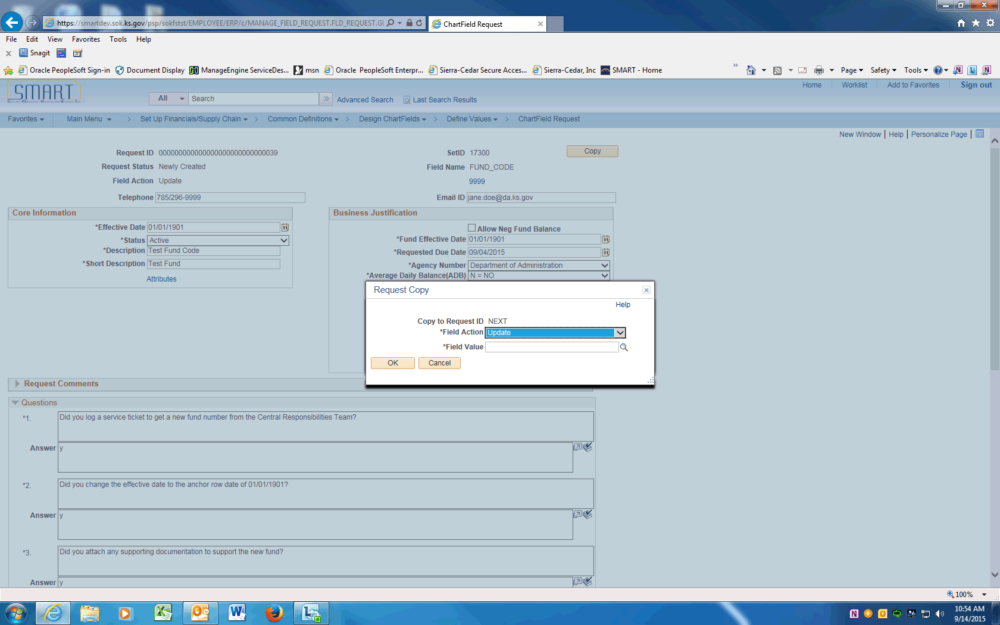 https://smartdev.sok.ks.gov/psp/sokfstst/EMPLOYEE/ERP/c/MANAGE_FIELD_REQUEST.FLD_REQUEST.GI
ChartField Request
File Edit View Favorites Tools Help
x Snagit
Oracle PeopleSoft Sign-in Document Display ManageEngine ServiceDes... msn Oracle PeopleSoft Enterpr... Sierra-Cedar Secure Acces... Sierra-Cedar, Inc SMART - Home » Page Safety Tools
SMART
Home Worklist Add to Favorites Sign out
All Search » Advanced Search Last Search Results
Favorites Main Menu > Set Up Financials/Supply Chain > Common Definitions > Design ChartFields > Define Values > ChartField Request
New Window | Help | Personalize Page |
Request ID 000000000000000000000000000039 SetID 17300 Copy
Request Status Newly Created Field Name FUND_CODE
Field Action Update 9999
Telephone 785/296-9999 Email ID jane.doe@da.ks.gov
Core Information
*Effective Date 01/01/1901
*Status Active
*Description Test Fund Code
*Short Description Test Fund
Attributes
Business Justification
Allow Neg Fund Balance
*Fund Effective Date 01/01/1901
*Requested Due Date 09/04/2015
*Agency Number Department of Administration
*Average Daily Balance(ADB) N = NO
Request Copy
Help
Copy to Request ID NEXT
*Field Action Update
*Field Value
OK Cancel
Request Comments
Questions
*1. Did you log a service ticket to get a new fund number from the Central Responsibilities Team?
Answer y
*2. Did you change the effective date to the anchor row date of 01/01/1901?
Answer y
*3. Did you attach any supporting documentation to support the new fund?
Answer y
100%
10:54 AM
9/14/2015